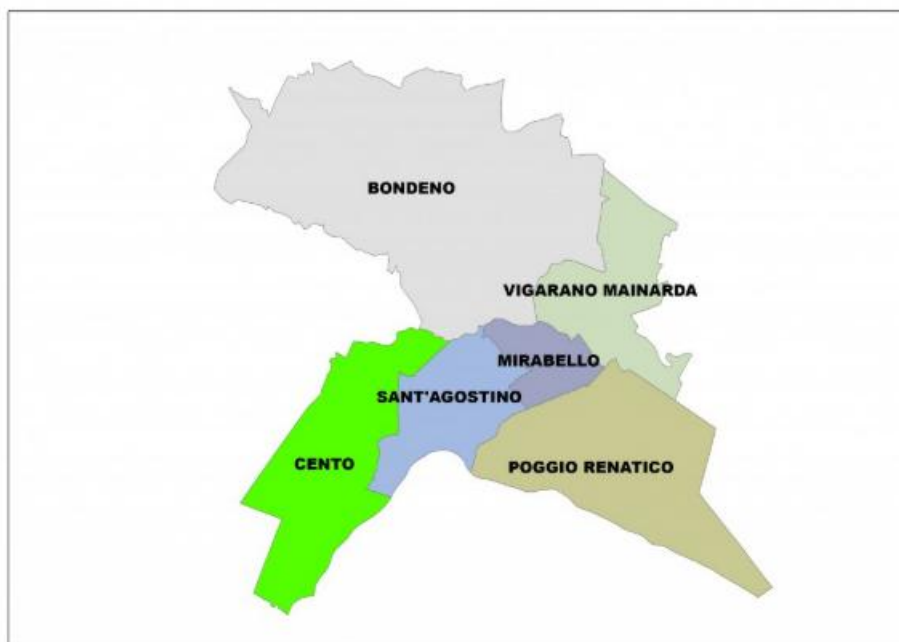 BONDENO
VIGARANO MAINARDA
MIRABELLO
SANT'AGOSTINO
CENTO
POGGIO RENATICO